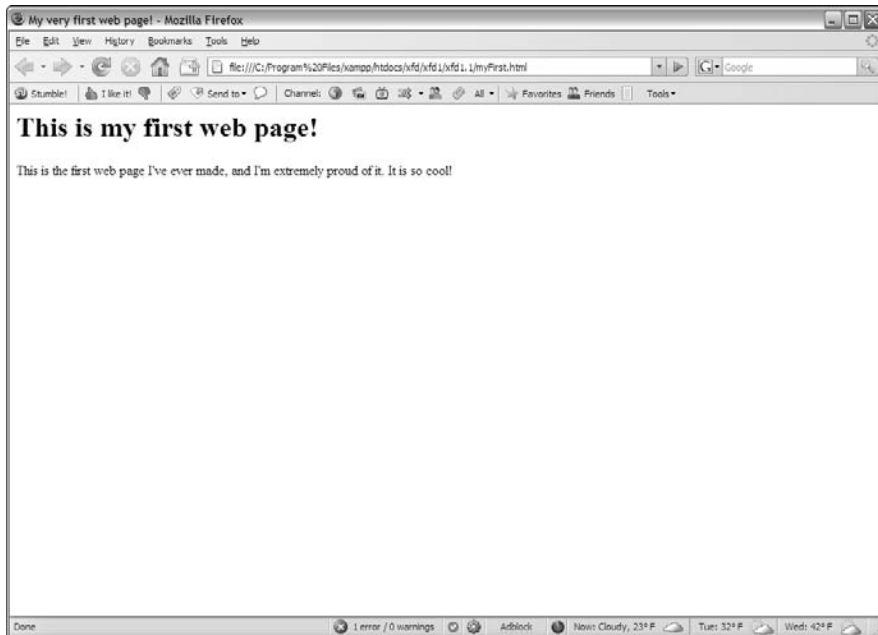 My very first web page! - Mozilla Firefox
File Edit View History Bookmarks Tools Help
file:///C:/Program%20Files/xampp/htdocs/xfd/xfd1/xfd1.1/myFirst.html G Google
Stumble! I like it! Send to Channel: All Favorites Friends Tools
This is my first web page!
This is the first web page I've ever made, and I'm extremely proud of it. It is so cool!
Done 1 error / 0 warnings Adblock Now: Cloudy, 23° F Tue: 32° F Wed: 42° F